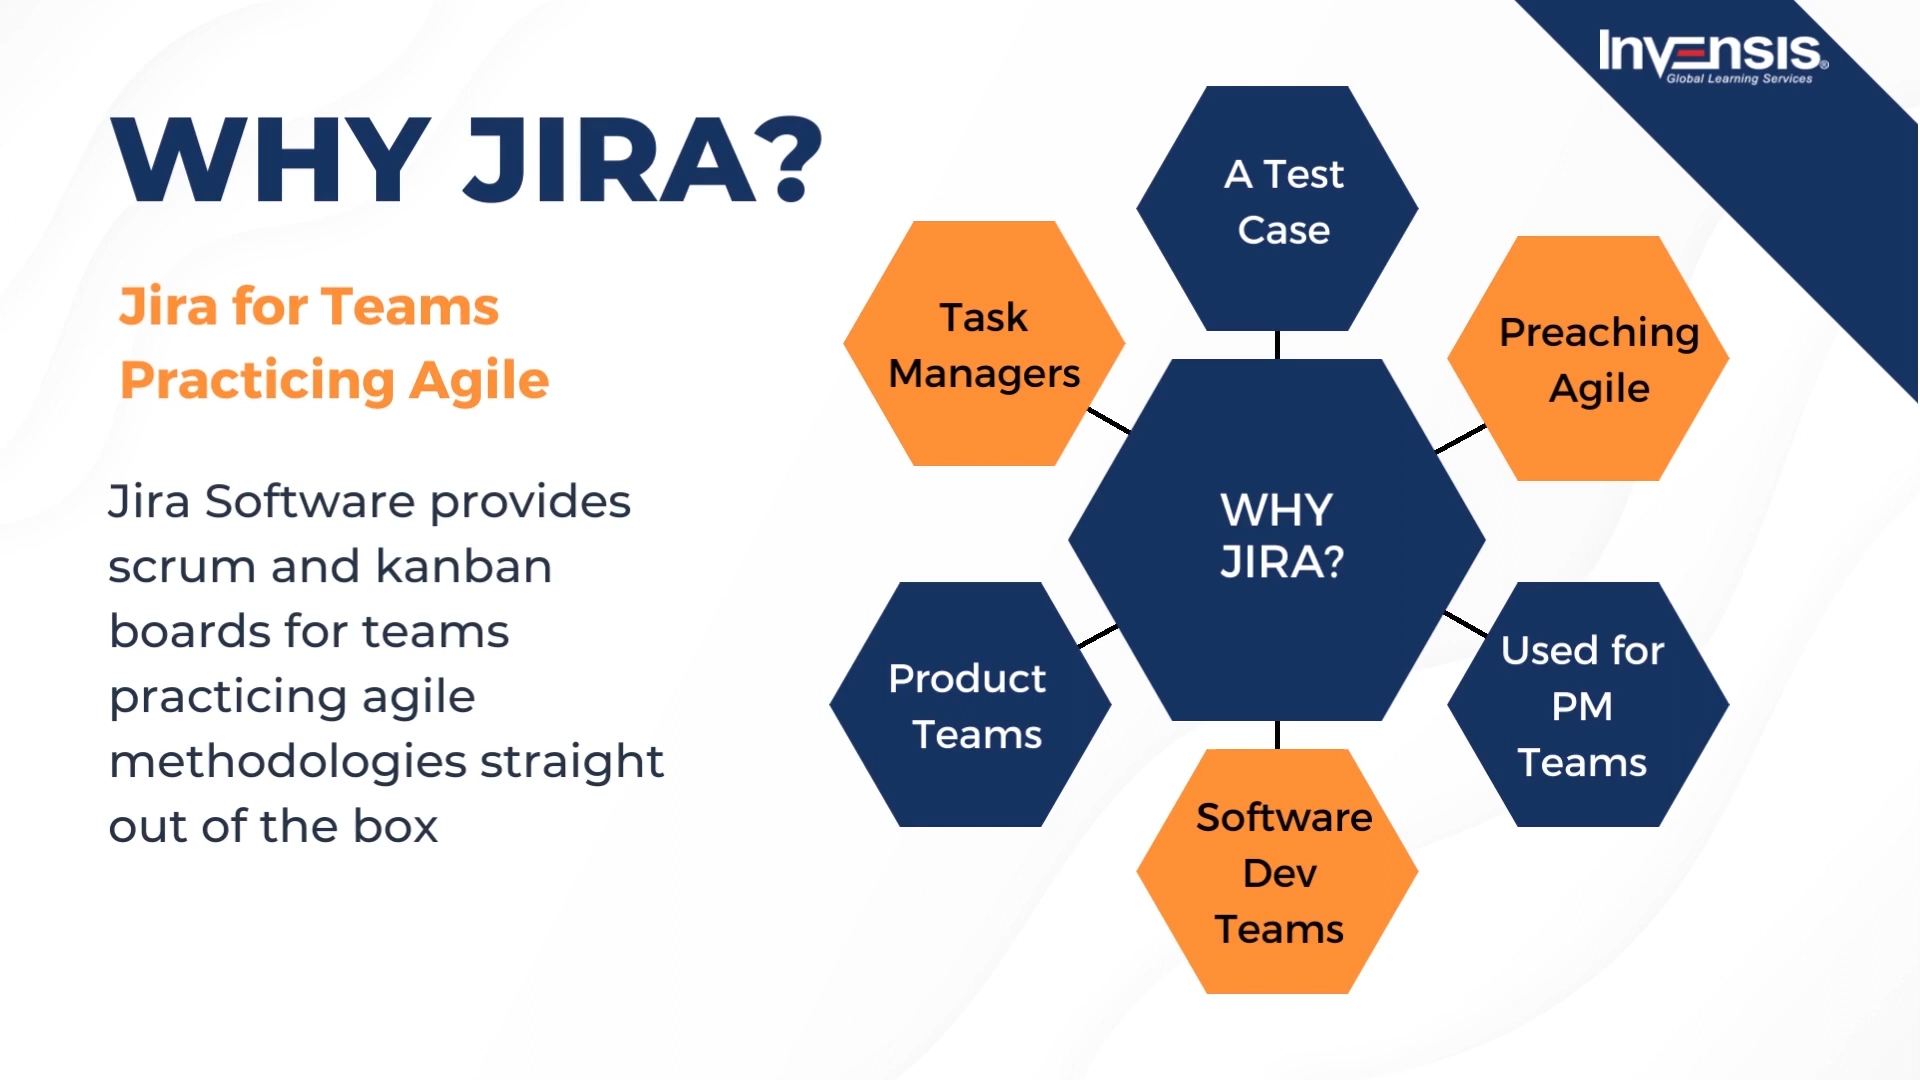 Invensis®
Global Learning Services
WHY JIRA?
Jira for Teams
Practicing Agile
Jira Software provides
scrum and kanban
boards for teams
practicing agile
methodologies straight
out of the box
A Test
Case
Task
Managers
Preaching
Agile
WHY
JIRA?
Product
Teams
Used for
PM
Teams
Software
Dev
Teams